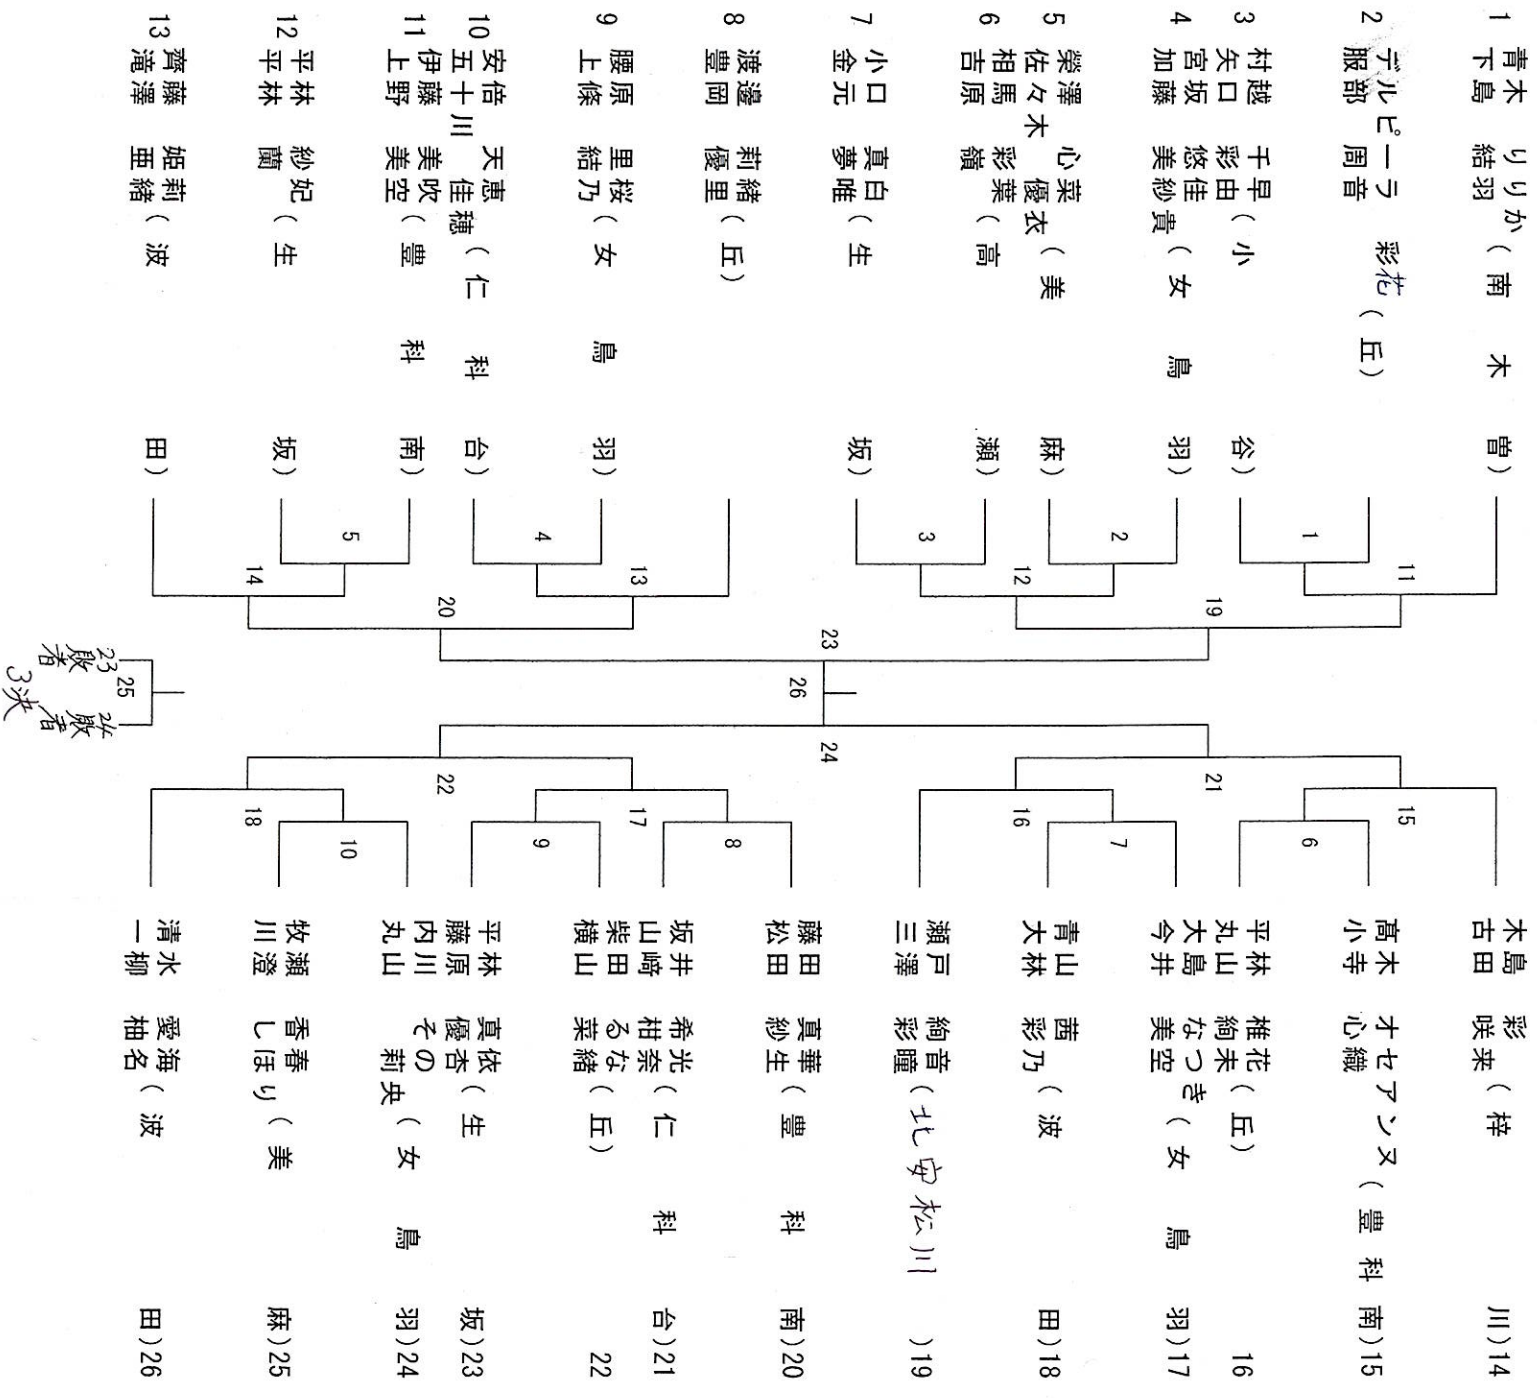 1 青木 りりか
下島 結羽 (南木曽)
2 デルピーラ 彩花
服部 周音 (丘)
3 村越 千早
矢口 彩由 (小谷)
4 宮坂 悠佳
加藤 美紗貴 (女鳥羽)
5 榮澤 心菜
佐々木 優衣 (美麻)
6 相馬 彩葉
吉原 嶺 (高瀬)
7 小口 真白
金元 夢唯 (生坂)
8 渡邊 莉緒
豊岡 優里 (丘)
9 腰原 里桜
上條 結乃 (女鳥羽)
10 安倍 天恵
五十川 佳穂 (仁科台)
11 伊藤 美吹
上野 美空 (豊科南)
12 平林 紗妃
平林 蘭 (生坂)
13 齊藤 姫莉
滝澤 亜緒 (波田)
1
2
3
4
5
11
12
13
14
19
20
23
26
25
23敗者
24敗者
3決
24
21
22
15
16
17
18
6
7
8
9
10
木島 彩
古田 咲来 (梓川)14
髙木 オセアンヌ
小寺 心織 (豊科南)15
平林 椎花
丸山 絢未 (丘) 16
大島 なつき
今井 美空 (女鳥羽)17
青山 茜
大林 彩乃 (波田)18
瀬戸 絢音
三澤 彩瞳 (北安松川)19
藤田 真華
松田 紗生 (豊科南)20
坂井 希光
山﨑 柑奈 (仁科台)21
柴田 るな
横山 菜緒 (丘) 22
平林 真依
藤原 優杏 (生坂)23
内川 その
丸山 莉央 (女鳥羽)24
牧瀬 香春
川澄 しほり (美麻)25
清水 愛海
一柳 柚名 (波田)26